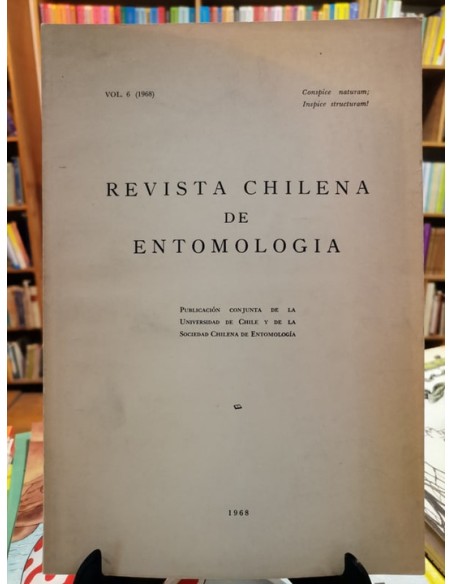 VOL. 6 (1968)
Conspice naturam;
Inspice structuram!
REVISTA CHILENA
DE
ENTOMOLOGIA
PUBLICACIÓN CONJUNTA DE LA
UNIVERSIDAD DE CHILE Y DE LA
SOCIEDAD CHILENA DE ENTOMOLOGÍA
1968